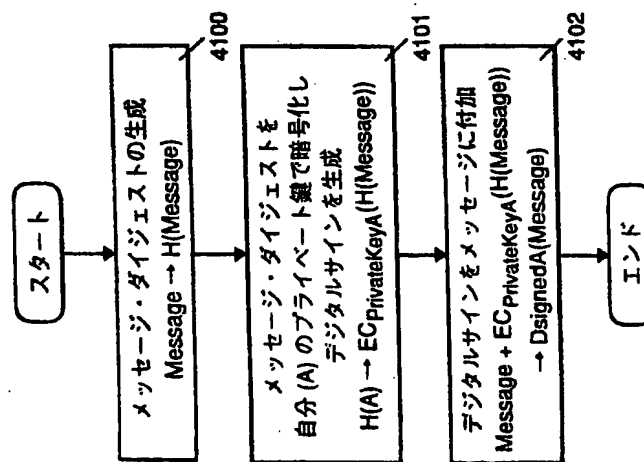 スタート
メッセージ・ダイジェストの生成
Message → H(Message)
4100
メッセージ・ダイジェストを
自分(A)のプライベート鍵で暗号化し
デジタルサインを生成
H(A) → ECPrivateKeyA(H(Message))
4101
デジタルサインをメッセージに付加
Message + ECPrivateKeyA(H(Message))
→ DsignedA(Message)
4102
エンド